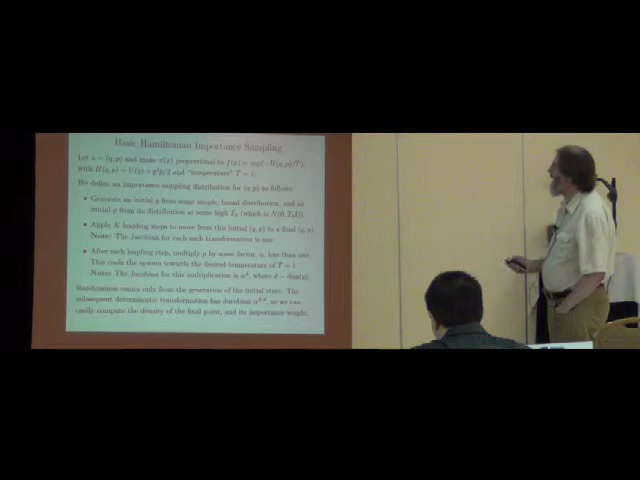 Basic Hamiltonian Importance Sampling
Let x = (q, p) and make π(x) proportional to f(x) = exp(−H(q, p)/T),
with H(q, p) = U(q) + p²p/2 and "temperature" T = 1.
We define an importance sampling distribution for (q, p) as follows:
• Generate an initial q from some simple, broad distribution, and an
initial p from its distribution at some high T₀ (which is N(0, T₀I)).
• Apply K leapfrog steps to move from this initial (q, p) to a final (q, p).
Note: The Jacobian for each such transformation is one.
• After each leapfrog step, multiply p by some factor, α, less than one.
This cools the system towards the desired temperature of T = 1.
Note: The Jacobian for this multiplication is αᵈ, where d = dim(p).
Randomness comes only from the generation of the initial state. The
subsequent deterministic transformation has Jacobian so we can
easily compute the density of the final point, and its importance weight.